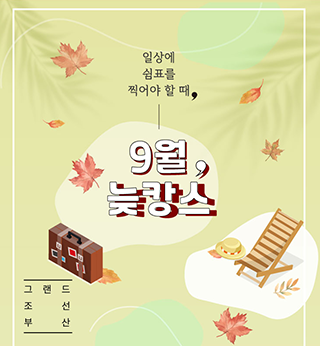 일상에
쉼표를
찍어야 할 때,
9월,
늦캉스
그랜드
조선
부산